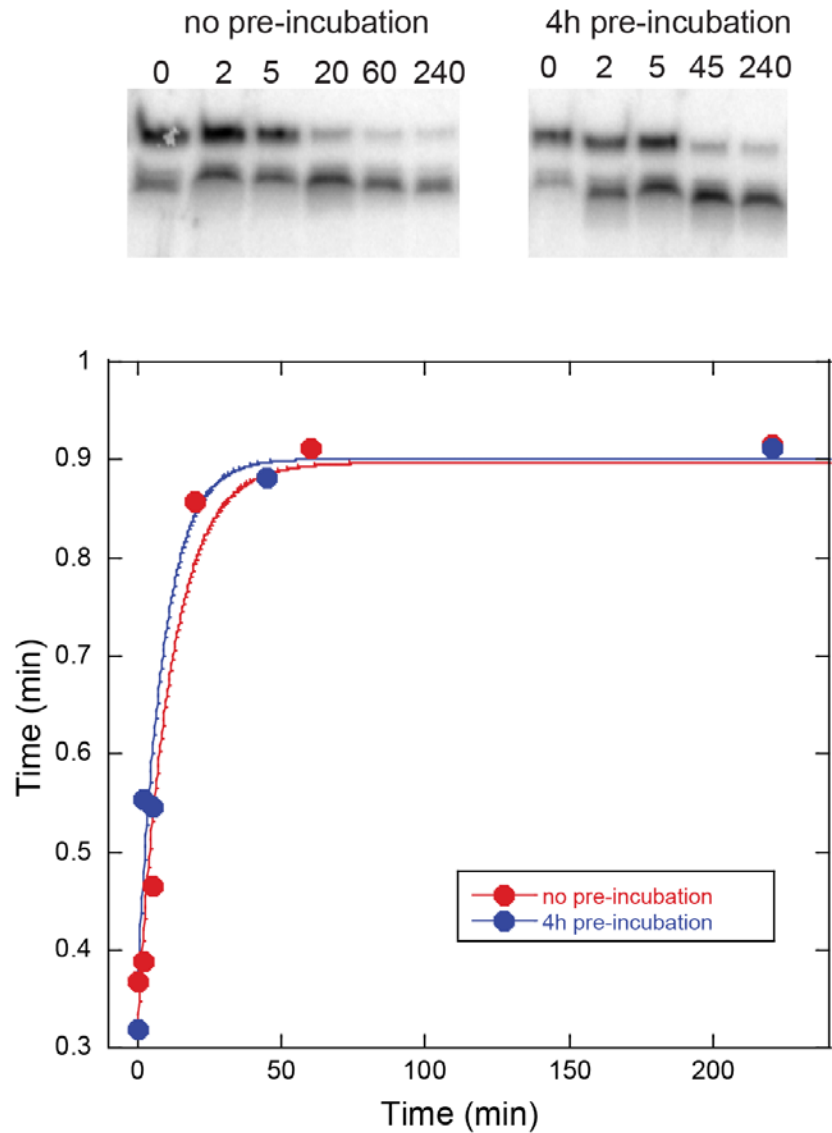 no pre-incubation
0 2 5 20 60 240
4h pre-incubation
0 2 5 45 240
1
0.9
0.8
0.7
0.6
0.5
0.4
0.3
Time (min)
no pre-incubation
4h pre-incubation
0 50 100 150 200
Time (min)